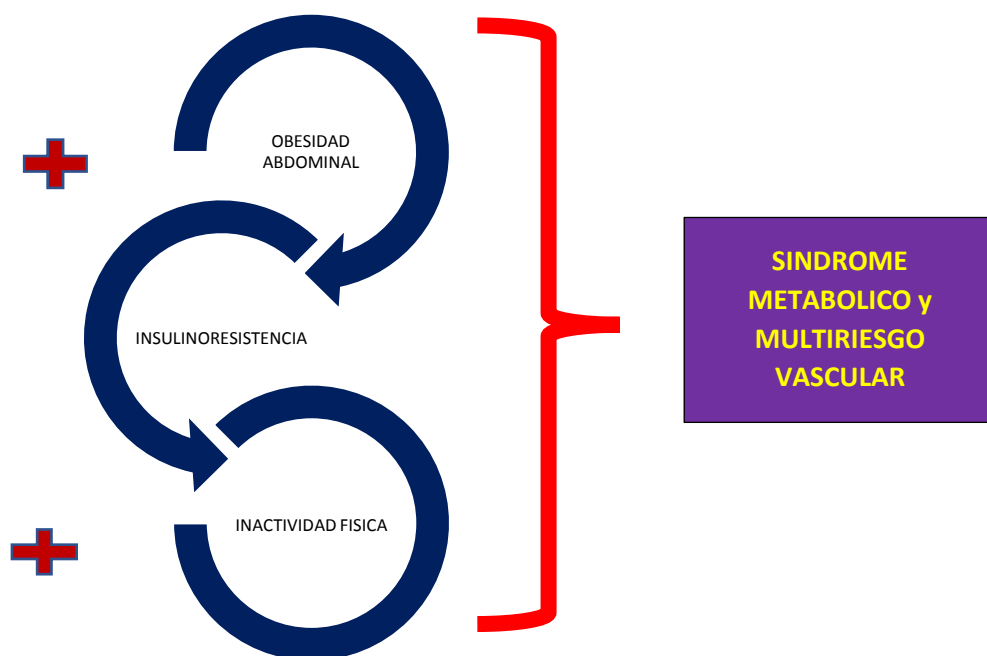 OBESIDAD
ABDOMINAL
INSULINORESISTENCIA
INACTIVIDAD FISICA
SINDROME
METABOLICO y
MULTIRIESGO
VASCULAR